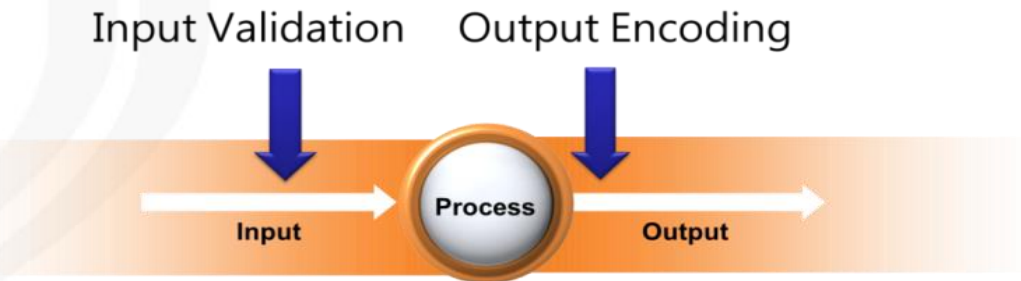 Input Validation
Output Encoding
Process
Input
Output